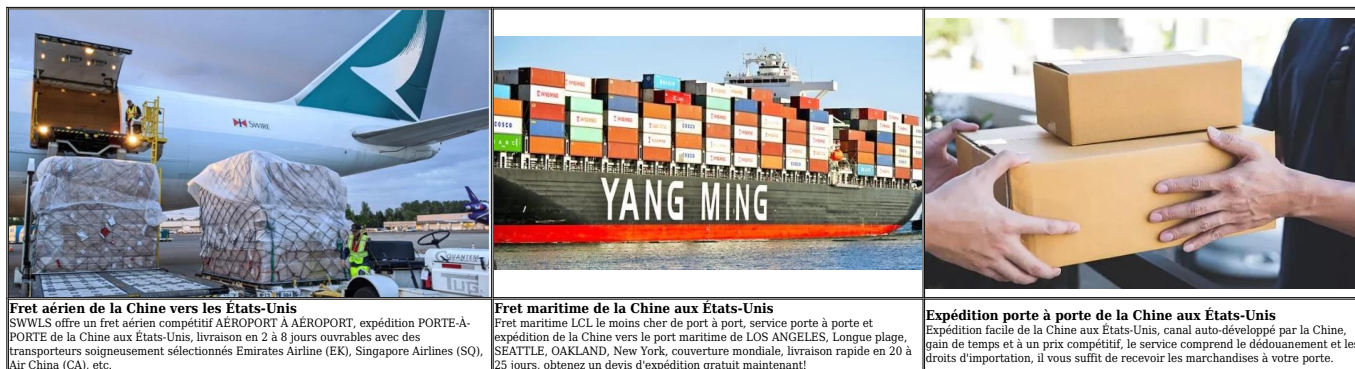 SWIRE
QUANTEM
TUG
YANG MING
COSCO
COSCO
Fret aérien de la Chine vers les États-Unis
SWWLS offre un fret aérien compétitif AÉROPORT À AÉROPORT, expédition PORTE-À-
PORTE de la Chine aux États-Unis, livraison en 2 à 8 jours ouvrables avec des
transporteurs soigneusement sélectionnés Emirates Airline (EK), Singapore Airlines (SQ),
Air China (CA), etc.
Fret maritime de la Chine aux États-Unis
Fret maritime LCL le moins cher de port à port, service porte à porte et
expédition de la Chine vers le port maritime de LOS ANGELES, Longue plage,
SEATTLE, OAKLAND, New York, couverture mondiale, livraison rapide en 20 à
25 jours, obtenez un devis d'expédition gratuit maintenant!
Expédition porte à porte de la Chine aux États-Unis
Expédition facile de la Chine aux États-Unis, canal auto-développé par la Chine,
gain de temps et à un prix compétitif, le service comprend le dédouanement et les
droits d'importation, il vous suffit de recevoir les marchandises à votre porte.